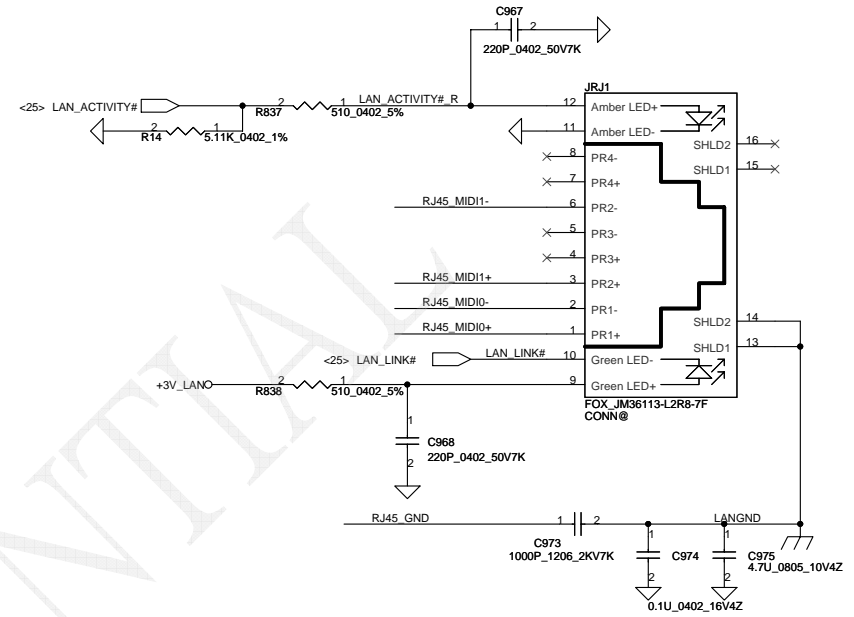 C967
1 2
220P_0402_50V7K
JRJ1
<25> LAN_ACTIVITY#
2 R837 1 510_0402_5%
LAN_ACTIVITY#_R
12 Amber LED+
2 R14 1 5.11K_0402_1%
11 Amber LED-
SHLD2 16
8 PR4-
SHLD1 15
7 PR4+
RJ45_MIDI1- 6 PR2-
5 PR3-
4 PR3+
RJ45_MIDI1+ 3 PR2+
RJ45_MIDI0- 2 PR1-
SHLD2 14
RJ45_MIDI0+ 1 PR1+
SHLD1 13
<25> LAN_LINK# LAN_LINK# 10 Green LED-
+3V_LAN 2 R838 1 510_0402_5%
9 Green LED+
FOX_JM36113-L2R8-7F
CONN@
1
C968
220P_0402_50V7K
2
RJ45_GND 1 2 LANGND
C973
1000P_1206_2KV7K
1
C974
2
0.1U_0402_16V4Z
1
C975
4.7U_0805_10V4Z
2
NTIAL